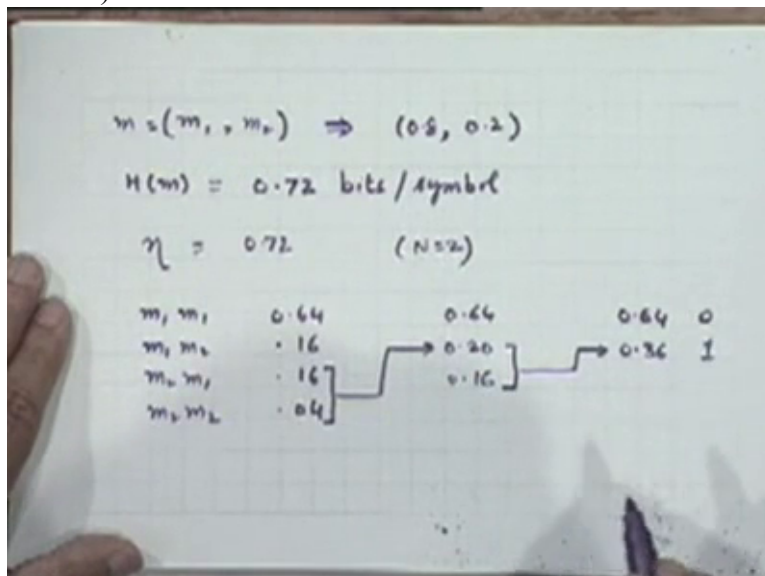 m = (m₁, m₂) ⇒ (0.8, 0.2)
H(m) = 0.72 bits/symbol
η = 0.72 (N=2)
m₁ m₁ 0.64 0.64 0.64 0
m₁ m₂ .16 0.20 0.36 1
m₂ m₁ .16 0.16
m₂ m₂ .04